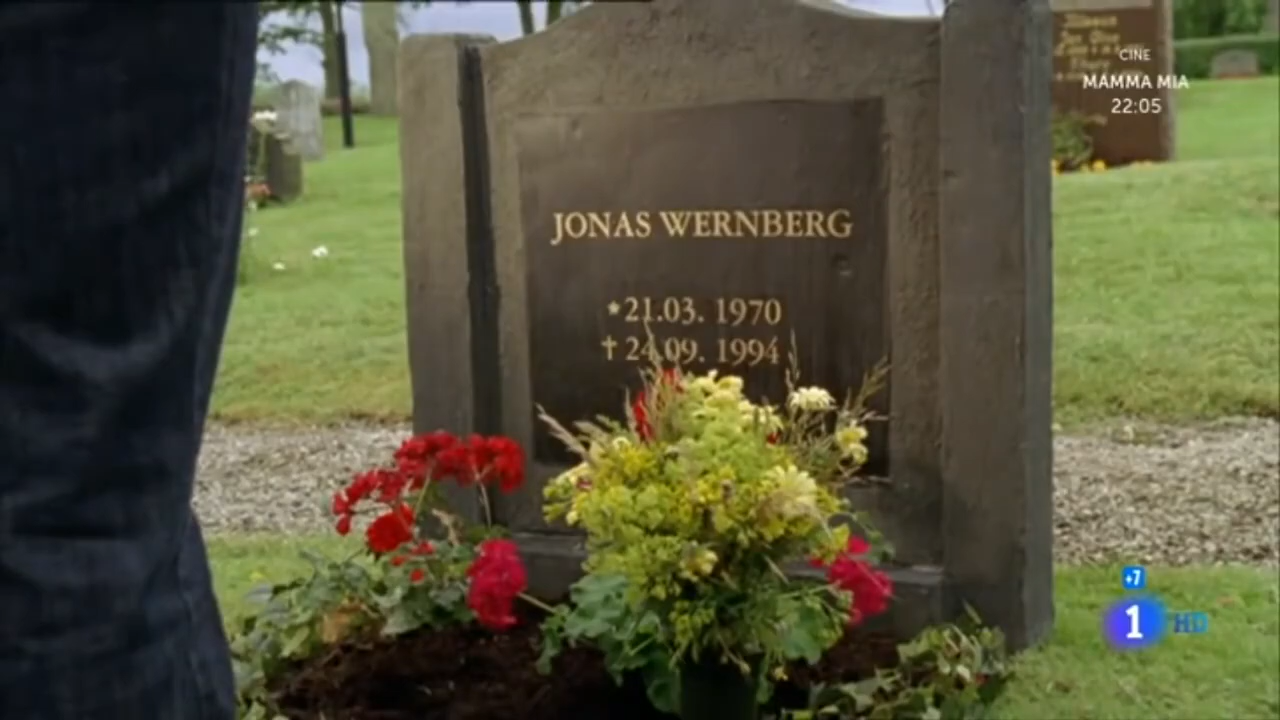 CINE
MAMMA MIA
22:05
JONAS WERNBERG
*21.03. 1970
†24.09. 1994
+7
1 HD